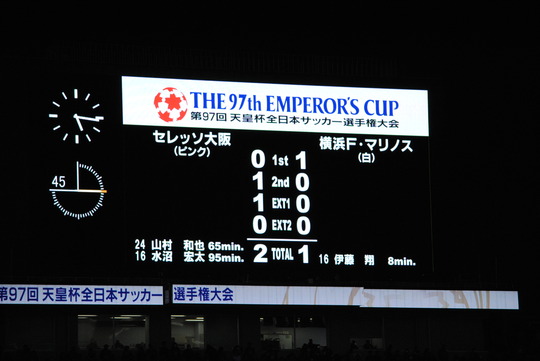 THE 97th EMPEROR'S CUP
第97回 天皇杯全日本サッカー選手権大会
セレッソ大阪 横浜F・マリノス
(ピンク) (白)
0 1st 1
1 2nd 0
1 EXT1 0
0 EXT2 0
24 山村 和也 65min.
16 水沼 宏太 95min. 2 TOTAL 1 16 伊藤 翔 8min.
45
第97回 天皇杯全日本サッカー 選手権大会